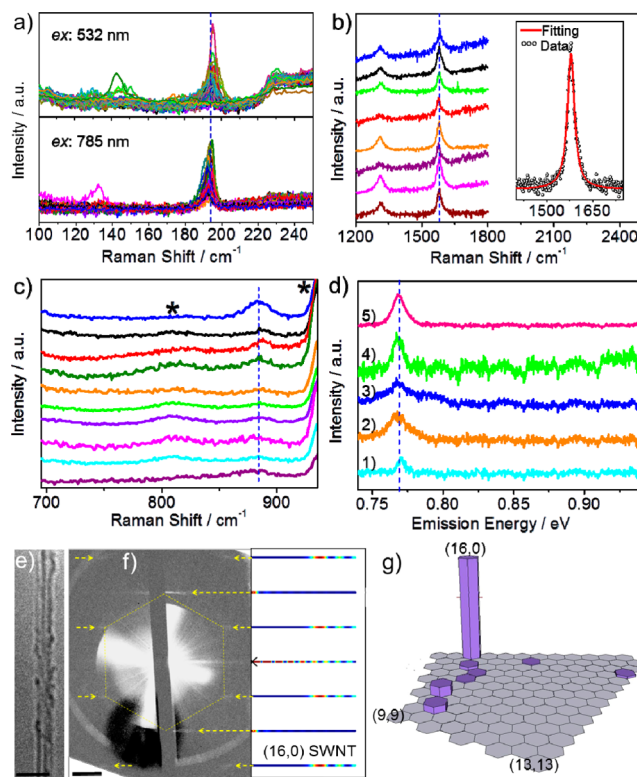 a)
ex: 532 nm
ex: 785 nm
Intensity / a.u.
100 120 140 160 180 200 220 240
Raman Shift / cm-1
b)
Fitting
Data
1500 1650
Intensity / a.u.
1200 1400 1600 1800 2200 2400
Raman Shift / cm-1
c)
*
*
Intensity / a.u.
700 800 900
Raman Shift / cm-1
d)
5)
4)
3)
2)
1)
Intensity / a.u.
0.75 0.80 0.85 0.90
Emission Energy / eV
e)
f)
(16,0) SWNT
g)
(16,0)
(9,9)
(13,13)